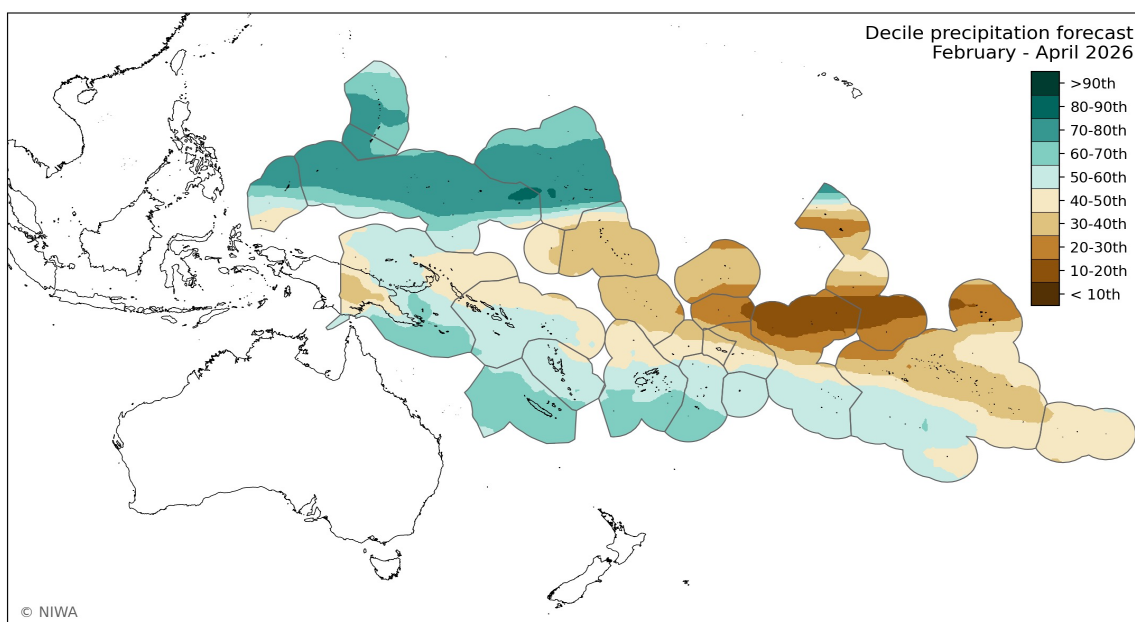 Decile precipitation forecast
February - April 2026
>90th
80-90th
70-80th
60-70th
50-60th
40-50th
30-40th
20-30th
10-20th
< 10th
© NIWA